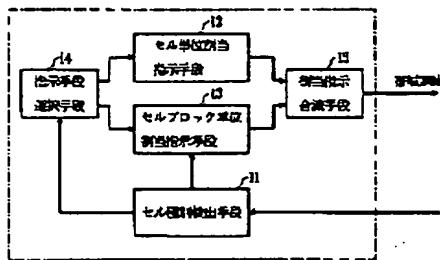 12
セル単位割当
指示手段
14
指示手段
選択手段
13
セルブロック単位
割当指示手段
15
割当指示
合成手段
11
セル種別検出手段